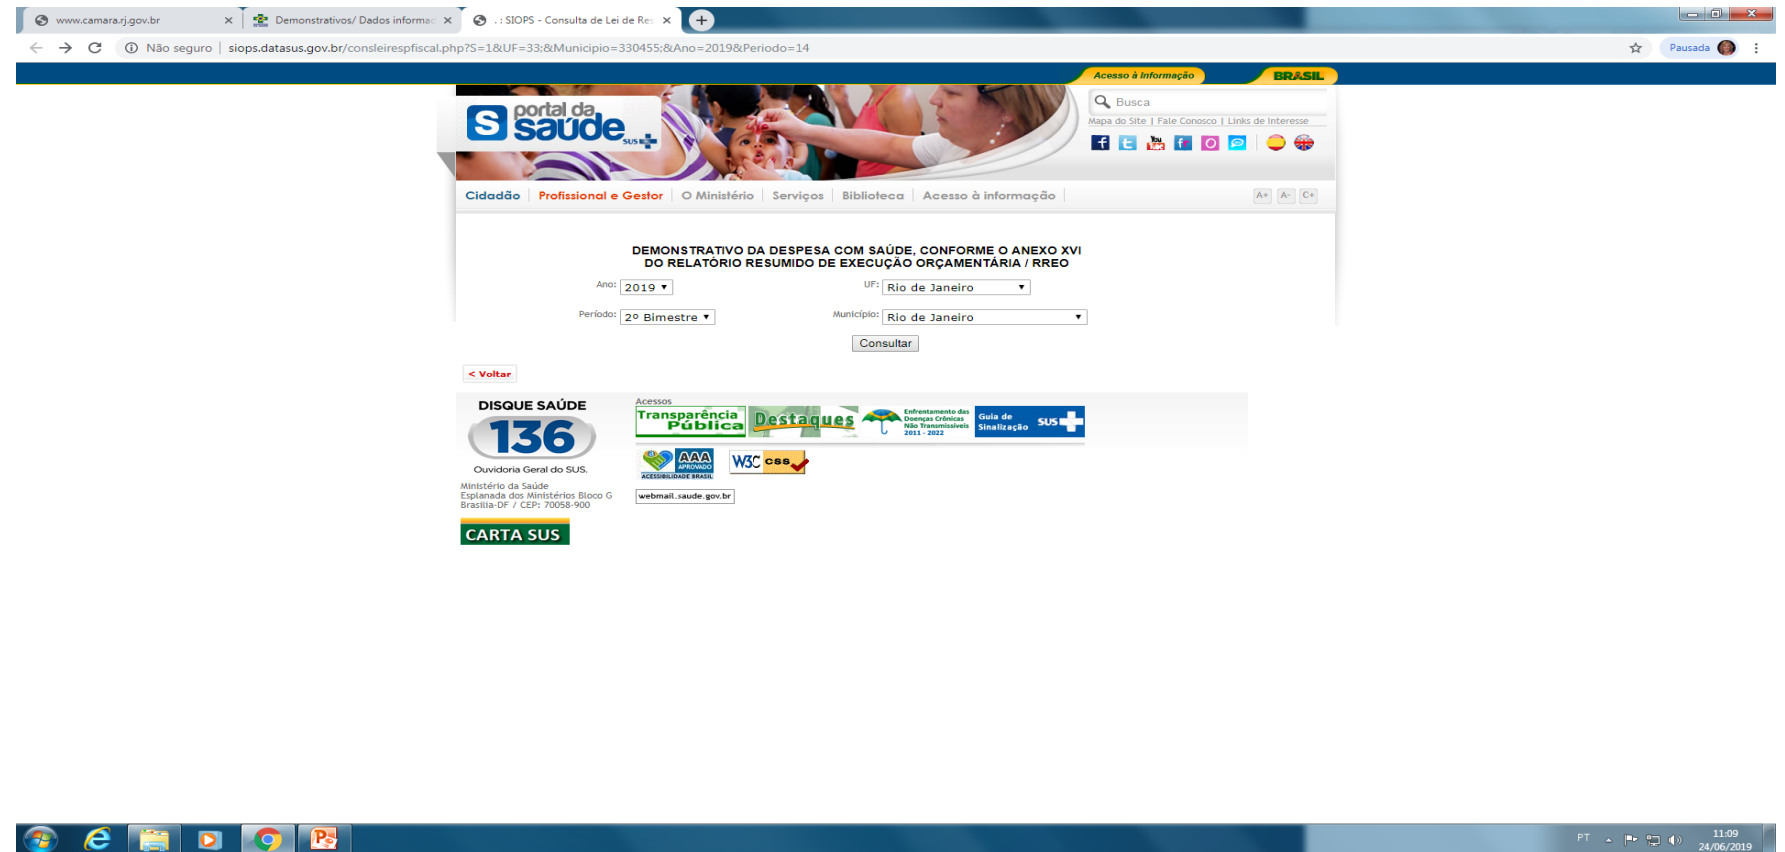 www.camara.rj.gov.br
Demonstrativos/ Dados informac
.: SIOPS - Consulta de Lei de Res
Não seguro | siops.datasus.gov.br/consleirespfiscal.php?S=1&UF=33;&Municipio=330455;&Ano=2019&Periodo=14
Pausada
Acesso à Informação
BRASIL
portal da
saúde
SUS
Busca
Mapa do Site | Fale Conosco | Links de Interesse
Cidadão | Profissional e Gestor | O Ministério | Serviços | Biblioteca | Acesso à informação |
A+ A- C+
DEMONSTRATIVO DA DESPESA COM SAÚDE, CONFORME O ANEXO XVI
DO RELATÓRIO RESUMIDO DE EXECUÇÃO ORÇAMENTÁRIA / RREO
Ano: 2019
UF: Rio de Janeiro
Período: 2º Bimestre
Município: Rio de Janeiro
Consultar
< Voltar
DISQUE SAÚDE
136
Ouvidoria Geral do SUS.
Ministério da Saúde
Esplanada dos Ministérios Bloco G
Brasília-DF / CEP: 70058-900
CARTA SUS
Acessos
Transparência
Pública
Destaques
Enfrentamento das
Doenças Crônicas
Não Transmissíveis
2011 - 2022
Guia de
Sinalização
SUS
AAA
APROVADO
ACESSIBILIDADE BRASIL
W3C css
webmail.saude.gov.br
PT
11:09
24/06/2019